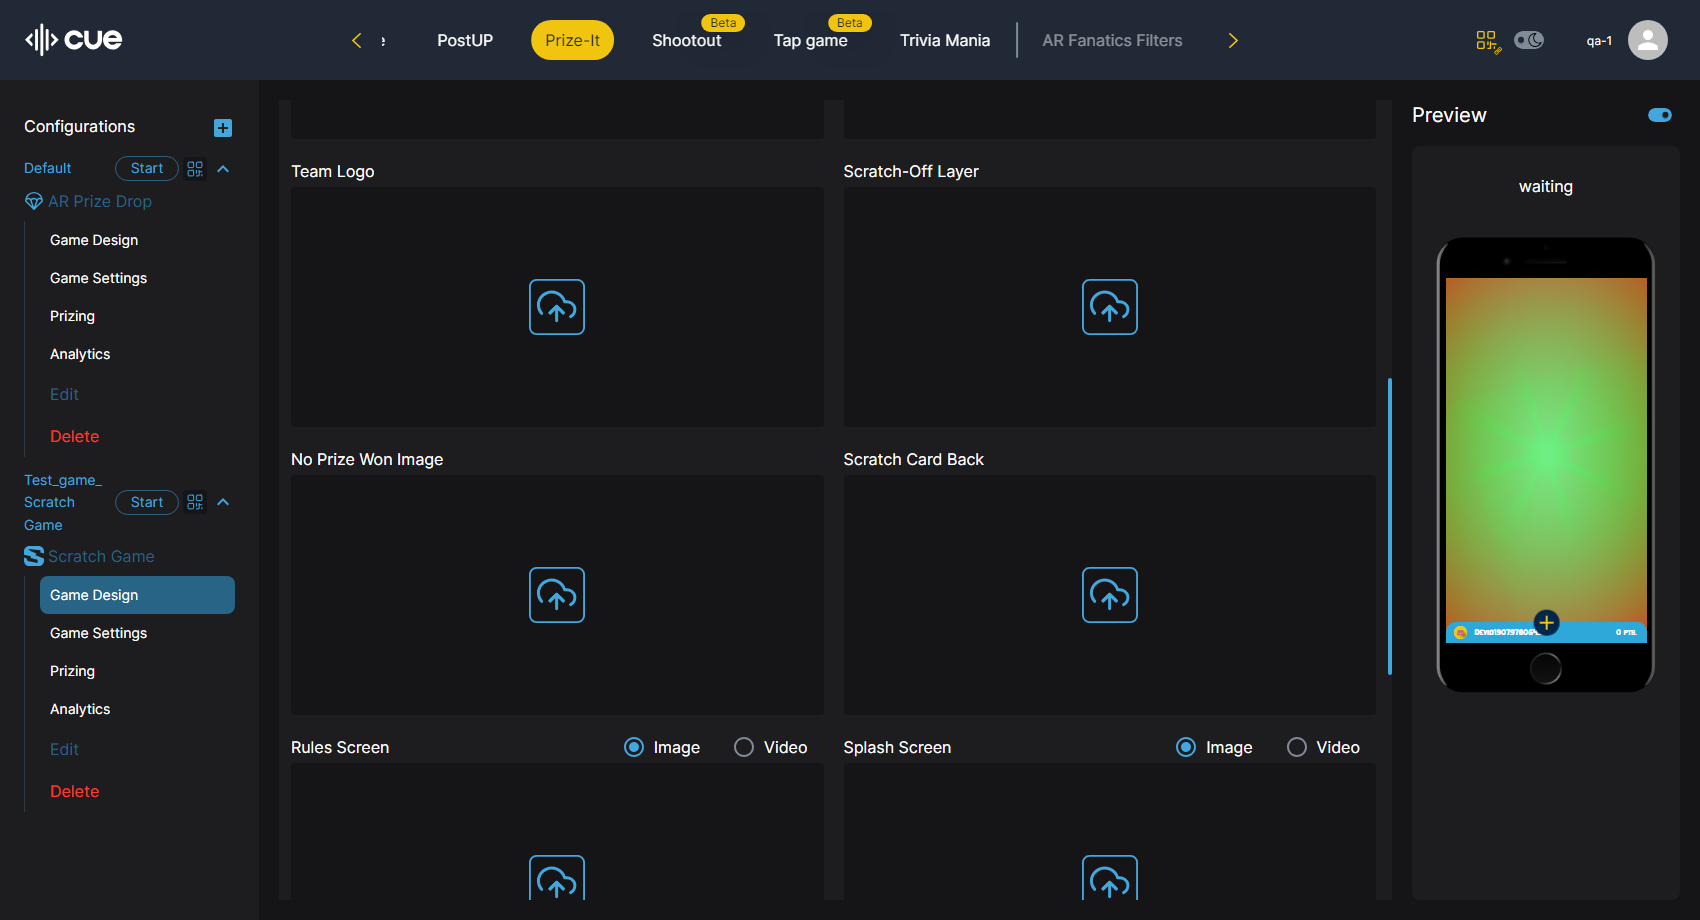 cue
PostUP
Prize-It
Shootout
Beta
Tap game
Beta
Trivia Mania
AR Fanatics Filters
qa-1
Configurations
Default
Start
AR Prize Drop
Game Design
Game Settings
Prizing
Analytics
Edit
Delete
Test_game_
Scratch
Game
Start
Scratch Game
Game Design
Game Settings
Prizing
Analytics
Edit
Delete
Team Logo
Scratch-Off Layer
No Prize Won Image
Scratch Card Back
Rules Screen
Image
Video
Splash Screen
Image
Video
Preview
waiting
0 PTS.